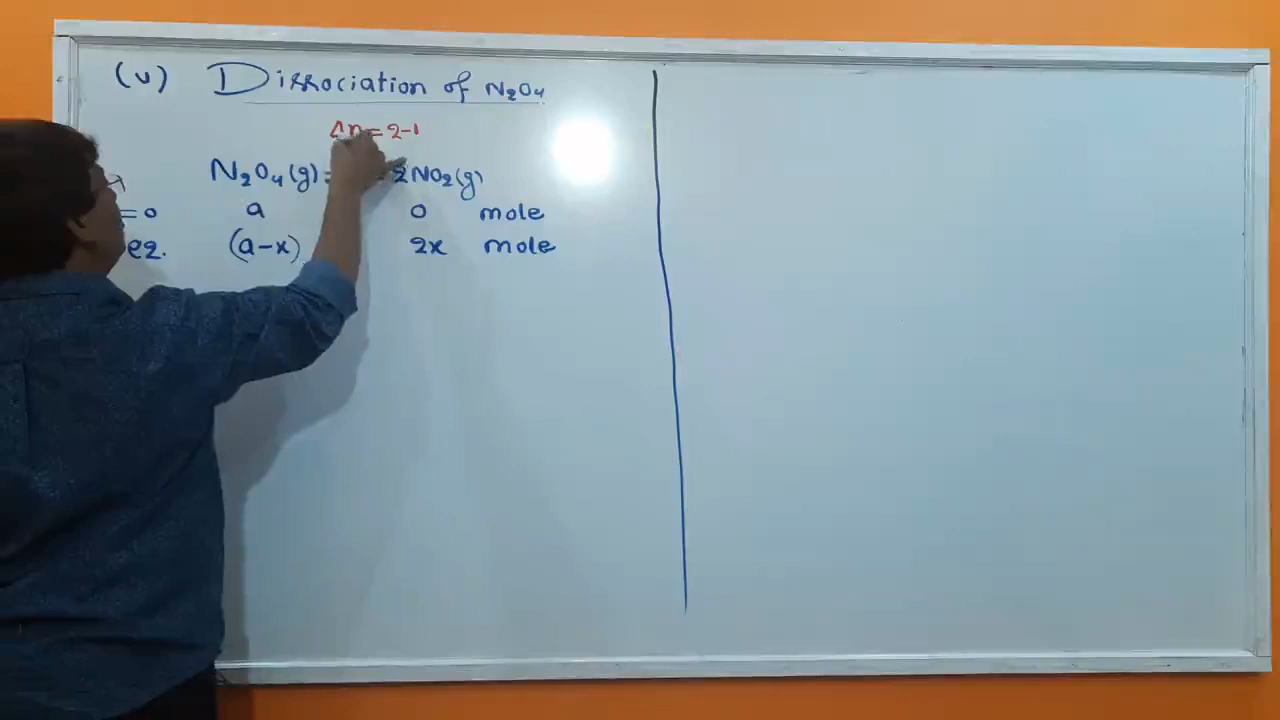 (v) Dissociation of N₂O₄
Δn = 2-1
N₂O₄(g) = 2NO₂(g)
=0 a 0 mole
eq. (a-x) 2x mole